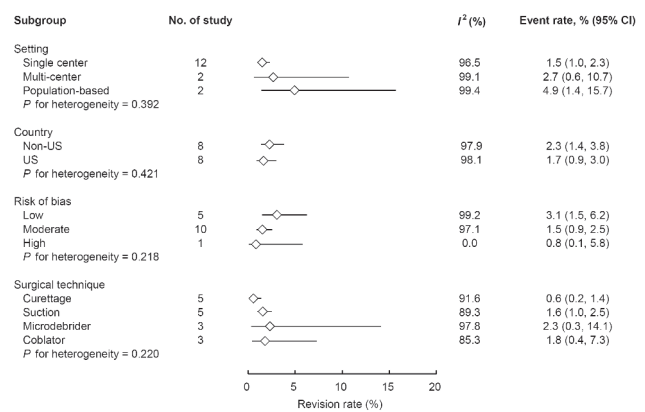 Subgroup No. of study I² (%) Event rate, % (95% CI)
Setting
Single center 12 96.5 1.5 (1.0, 2.3)
Multi-center 2 99.1 2.7 (0.6, 10.7)
Population-based 2 99.4 4.9 (1.4, 15.7)
P for heterogeneity = 0.392
Country
Non-US 8 97.9 2.3 (1.4, 3.8)
US 8 98.1 1.7 (0.9, 3.0)
P for heterogeneity = 0.421
Risk of bias
Low 5 99.2 3.1 (1.5, 6.2)
Moderate 10 97.1 1.5 (0.9, 2.5)
High 1 0.0 0.8 (0.1, 5.8)
P for heterogeneity = 0.218
Surgical technique
Curettage 5 91.6 0.6 (0.2, 1.4)
Suction 5 89.3 1.6 (1.0, 2.5)
Microdebrider 3 97.8 2.3 (0.3, 14.1)
Coblator 3 85.3 1.8 (0.4, 7.3)
P for heterogeneity = 0.220
0 5 10 15 20
Revision rate (%)